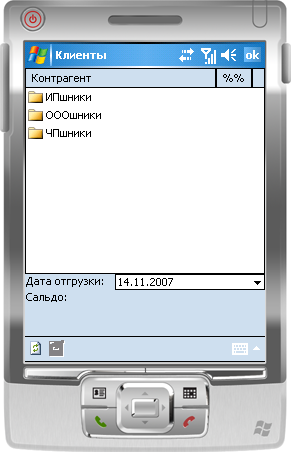 Клиенты ok
Контрагент %%
ИПшники
ОООшники
ЧПшники
Дата отгрузки: 14.11.2007
Сальдо: